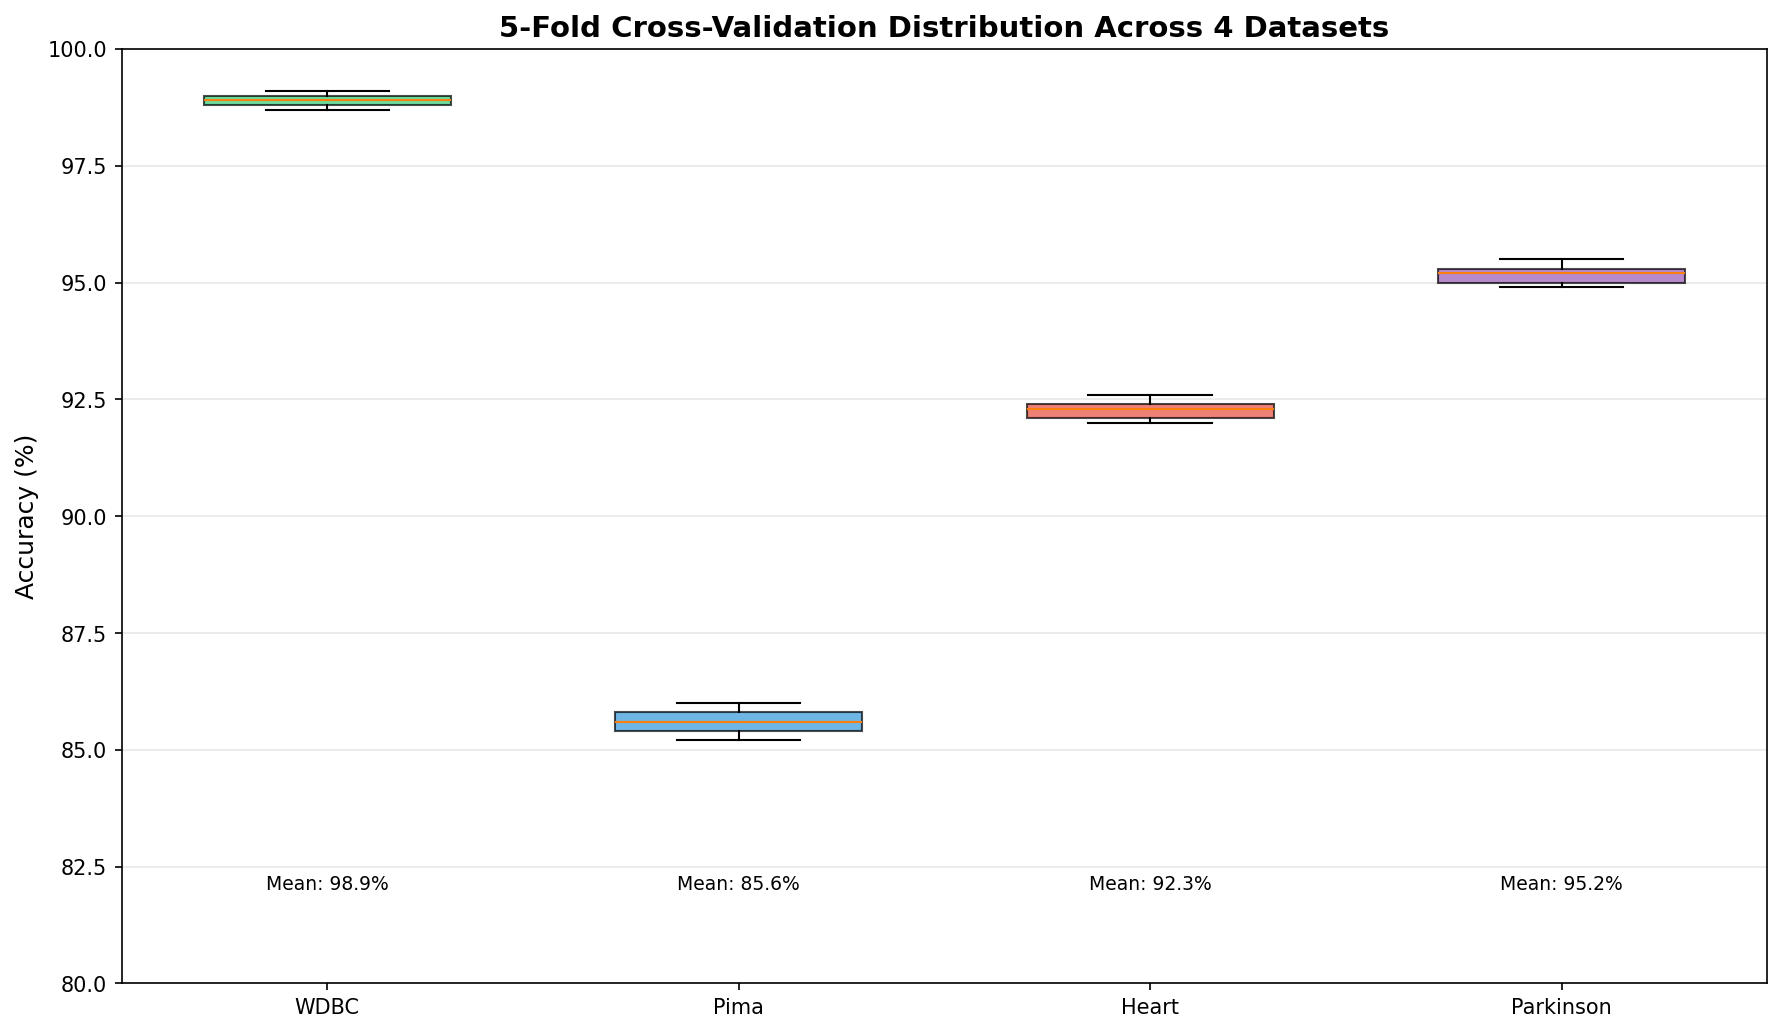 5-Fold Cross-Validation Distribution Across 4 Datasets
Accuracy (%)
100.0
97.5
95.0
92.5
90.0
87.5
85.0
82.5
80.0
Mean: 98.9%
Mean: 85.6%
Mean: 92.3%
Mean: 95.2%
WDBC
Pima
Heart
Parkinson